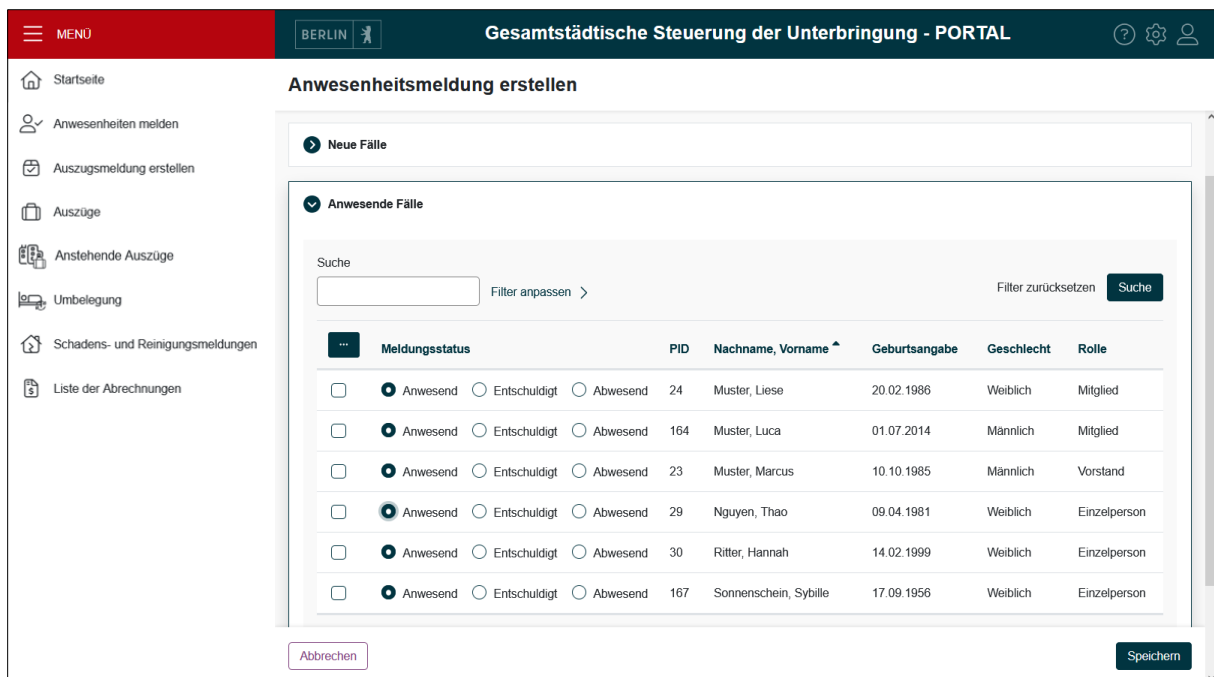 MENÜ
BERLIN
Gesamtstädtische Steuerung der Unterbringung - PORTAL
Startseite
Anwesenheiten melden
Auszugsmeldung erstellen
Auszüge
Anstehende Auszüge
Umbelegung
Schadens- und Reinigungsmeldungen
Liste der Abrechnungen
Anwesenheitsmeldung erstellen
Neue Fälle
Anwesende Fälle
Suche
Filter anpassen
Filter zurücksetzen Suche
... Meldungsstatus PID Nachname, Vorname Geburtsangabe Geschlecht Rolle
Anwesend Entschuldigt Abwesend 24 Muster, Liese 20.02.1986 Weiblich Mitglied
Anwesend Entschuldigt Abwesend 164 Muster, Luca 01.07.2014 Männlich Mitglied
Anwesend Entschuldigt Abwesend 23 Muster, Marcus 10.10.1985 Männlich Vorstand
Anwesend Entschuldigt Abwesend 29 Nguyen, Thao 09.04.1981 Weiblich Einzelperson
Anwesend Entschuldigt Abwesend 30 Ritter, Hannah 14.02.1999 Weiblich Einzelperson
Anwesend Entschuldigt Abwesend 167 Sonnenschein, Sybille 17.09.1956 Weiblich Einzelperson
Abbrechen
Speichern